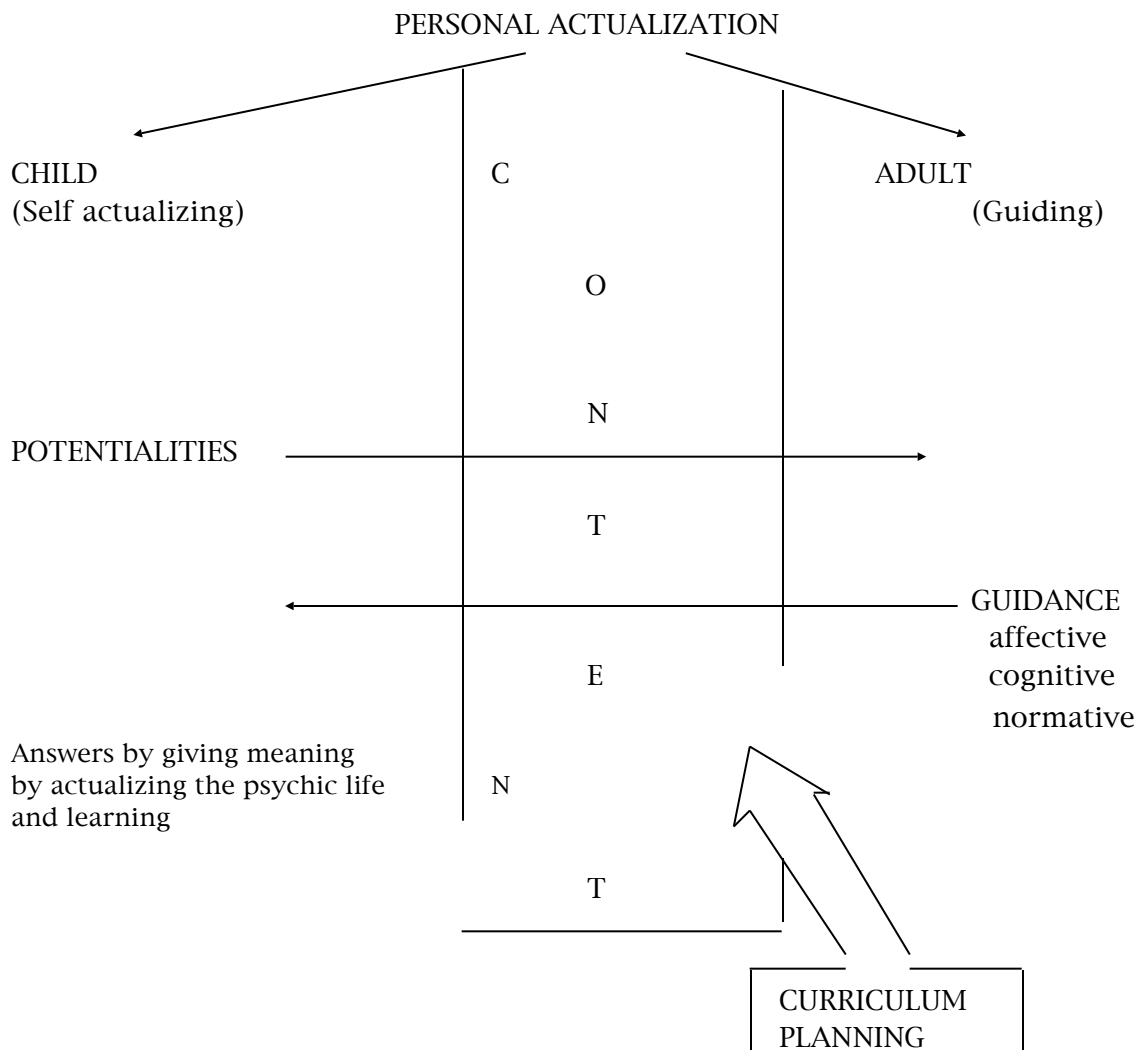 PERSONAL ACTUALIZATION
CHILD
(Self actualizing)
C
ADULT
(Guiding)
O
N
POTENTIALITIES
T
GUIDANCE
affective
cognitive
normative
E
Answers by giving meaning
by actualizing the psychic life
and learning
N
T
CURRICULUM
PLANNING